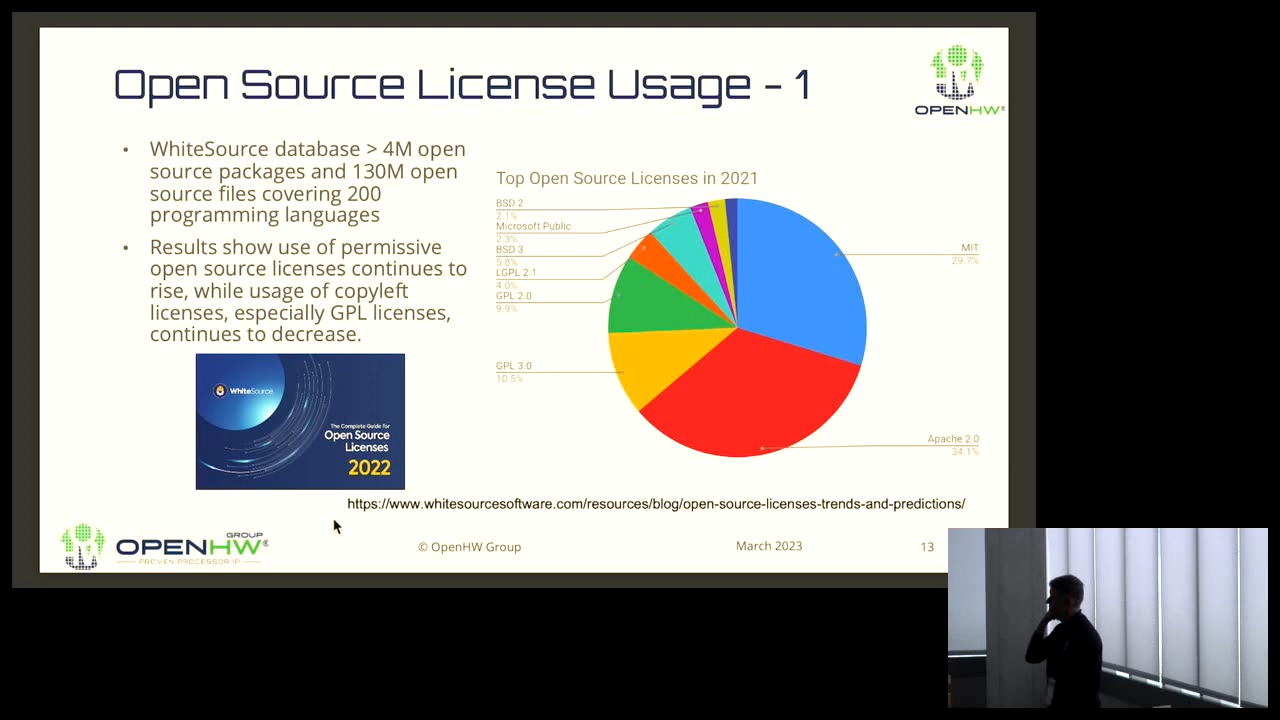 Open Source License Usage – 1
OPENHW®
• WhiteSource database > 4M open
source packages and 130M open
source files covering 200
programming languages
• Results show use of permissive
open source licenses continues to
rise, while usage of copyleft
licenses, especially GPL licenses,
continues to decrease.
WhiteSource
The Complete Guide for
Open Source
Licenses
2022
Top Open Source Licenses in 2021
BSD 2
2.1%
Microsoft Public
2.3%
BSD 3
5.8%
LGPL 2.1
4.0%
GPL 2.0
9.9%
GPL 3.0
10.5%
MIT
29.7%
Apache 2.0
34.1%
https://www.whitesourcesoftware.com/resources/blog/open-source-licenses-trends-and-predictions/
GROUP
OPENHW®
PROVEN PROCESSOR IP
© OpenHW Group
March 2023
13